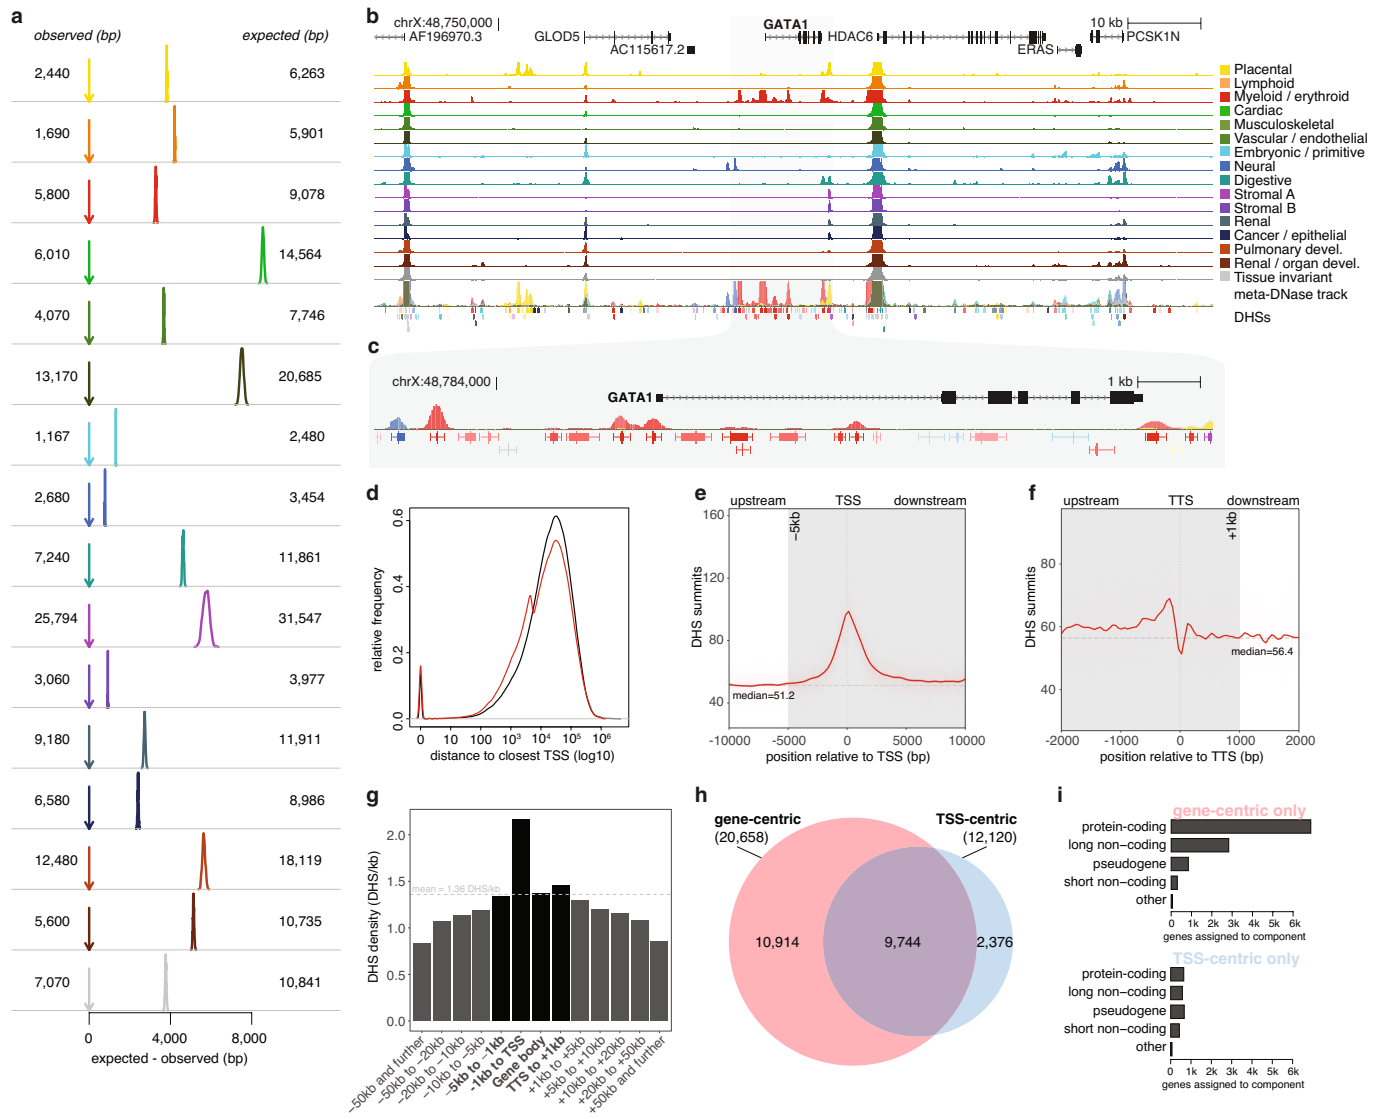 a
observed (bp) expected (bp)
2,440 6,263
1,690 5,901
5,800 9,078
6,010 14,564
4,070 7,746
13,170 20,685
1,167 2,480
2,680 3,454
7,240 11,861
25,794 31,547
3,060 3,977
9,180 11,911
6,580 8,986
12,480 18,119
5,600 10,735
7,070 10,841
0 4,000 8,000
expected - observed (bp)
b
chrX:48,750,000 GATA1 10 kb
AF196970.3 GLOD5 HDAC6 PCSK1N
AC115617.2 ERAS
Placental
Lymphoid
Myeloid / erythroid
Cardiac
Musculoskeletal
Vascular / endothelial
Embryonic / primitive
Neural
Digestive
Stromal A
Stromal B
Renal
Cancer / epithelial
Pulmonary devel.
Renal / organ devel.
Tissue invariant
meta-DNase track
DHSs
c
chrX:48,784,000 1 kb
GATA1
d
relative frequency
0.0 0.2 0.4 0.6
0 10 100 10³ 10⁴ 10⁵ 10⁶
distance to closest TSS (log10)
e
upstream TSS downstream
−5kb
DHS summits
160
120
80
40
median=51.2
-10000 -5000 0 5000 10000
position relative to TSS (bp)
f
upstream TTS downstream
+1kb
DHS summits
80
60
40
median=56.4
-2000 -1000 0 1000 2000
position relative to TTS (bp)
g
DHS density (DHS/kb)
2.0
1.5
1.0
0.5
0.0
mean = 1.36 DHS/kb
−50kb and further
−50kb to −20kb
−20kb to −10kb
−10kb to −5kb
-5kb to −1kb
-1kb to TSS
Gene body
TTS to +1kb
+1kb to +5kb
+5kb to +10kb
+10kb to +20kb
+20kb to +50kb
+50kb and further
h
gene-centric TSS-centric
(20,658) (12,120)
10,914 9,744 2,376
i
gene-centric only
protein-coding
long non−coding
pseudogene
short non−coding
other
0 1k 2k 3k 4k 5k 6k
genes assigned to component
TSS-centric only
protein-coding
long non−coding
pseudogene
short non−coding
other
0 1k 2k 3k 4k 5k 6k
genes assigned to component